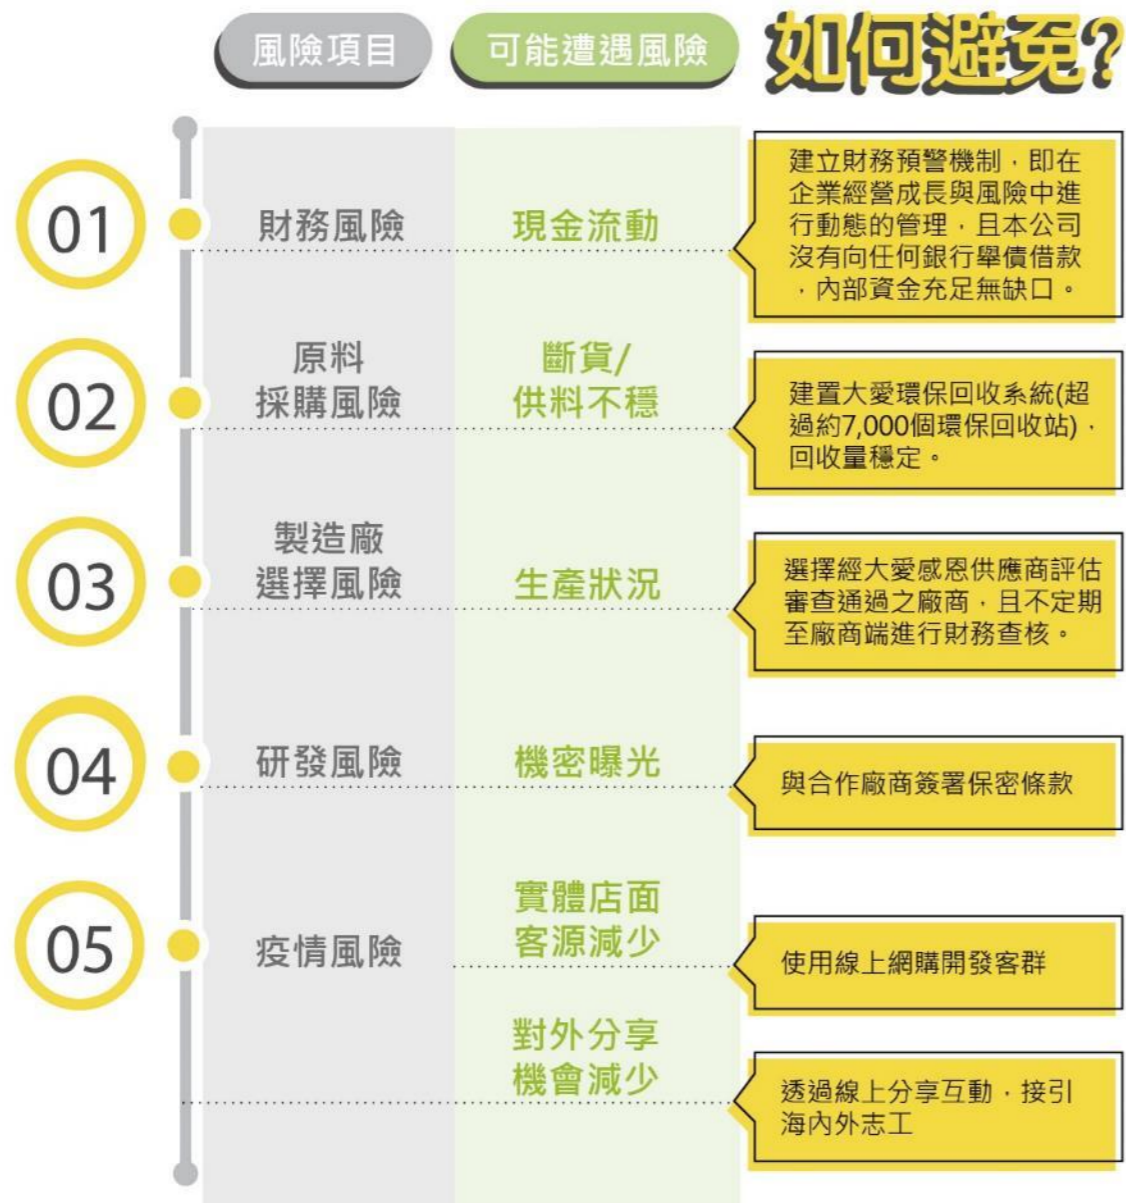 風險項目
可能遭遇風險
如何避免?
01
財務風險
現金流動
建立財務預警機制，即在
企業經營成長與風險中進
行動態的管理，且本公司
沒有向任何銀行舉債借款
，內部資金充足無缺口。
02
原料
採購風險
斷貨/
供料不穩
建置大愛環保回收系統(超
過約7,000個環保回收站)，
回收量穩定。
03
製造廠
選擇風險
生產狀況
選擇經大愛感恩供應商評估
審查通過之廠商，且不定期
至廠商端進行財務查核。
04
研發風險
機密曝光
與合作廠商簽署保密條款
05
疫情風險
實體店面
客源減少
使用線上網購開發客群
對外分享
機會減少
透過線上分享互動，接引
海內外志工